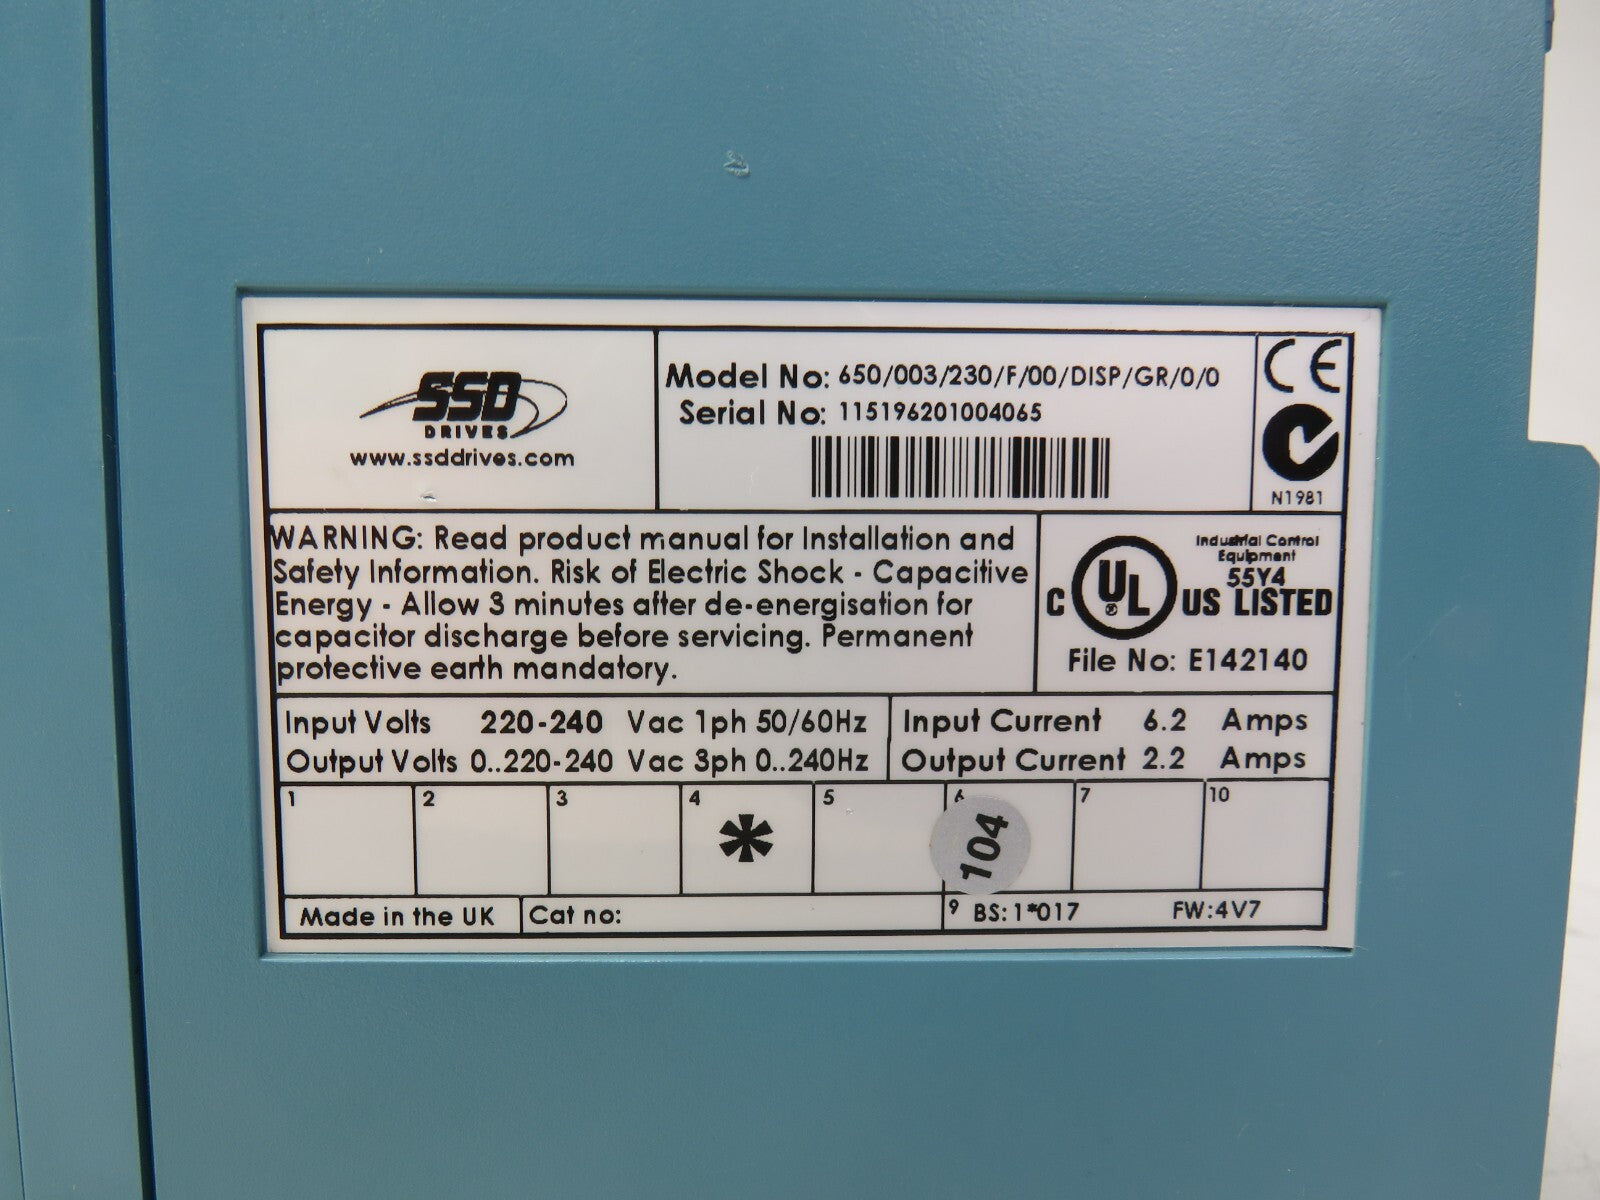 SSD
DRIVES
www.ssddrives.com
Model No: 650/003/230/F/00/DISP/GR/0/0
Serial No: 115196201004065
CE
N1981
WARNING: Read product manual for Installation and
Safety Information. Risk of Electric Shock - Capacitive
Energy - Allow 3 minutes after de-energisation for
capacitor discharge before servicing. Permanent
protective earth mandatory.
Industrial Control
Equipment
55Y4
C UL ® US LISTED
File No: E142140
Input Volts 220-240 Vac 1ph 50/60Hz
Output Volts 0..220-240 Vac 3ph 0..240Hz
Input Current 6.2 Amps
Output Current 2.2 Amps
1 2 3 4 5 6 7 10
*
104
Made in the UK
Cat no:
9 BS: 1*017 FW:4V7